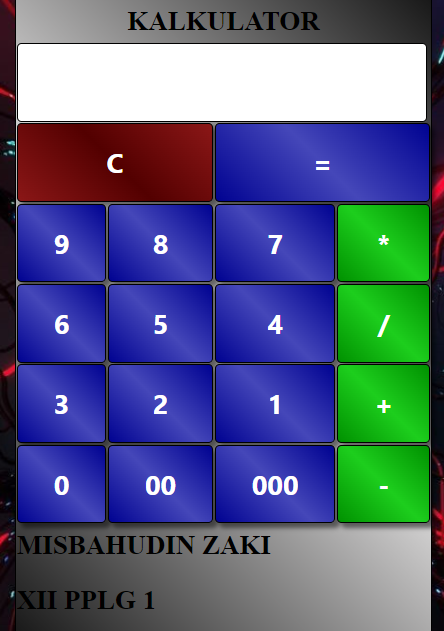 KALKULATOR
C =
9 8 7 *
6 5 4 /
3 2 1 +
0 00 000 -
MISBAHUDIN ZAKI
XII PPLG 1